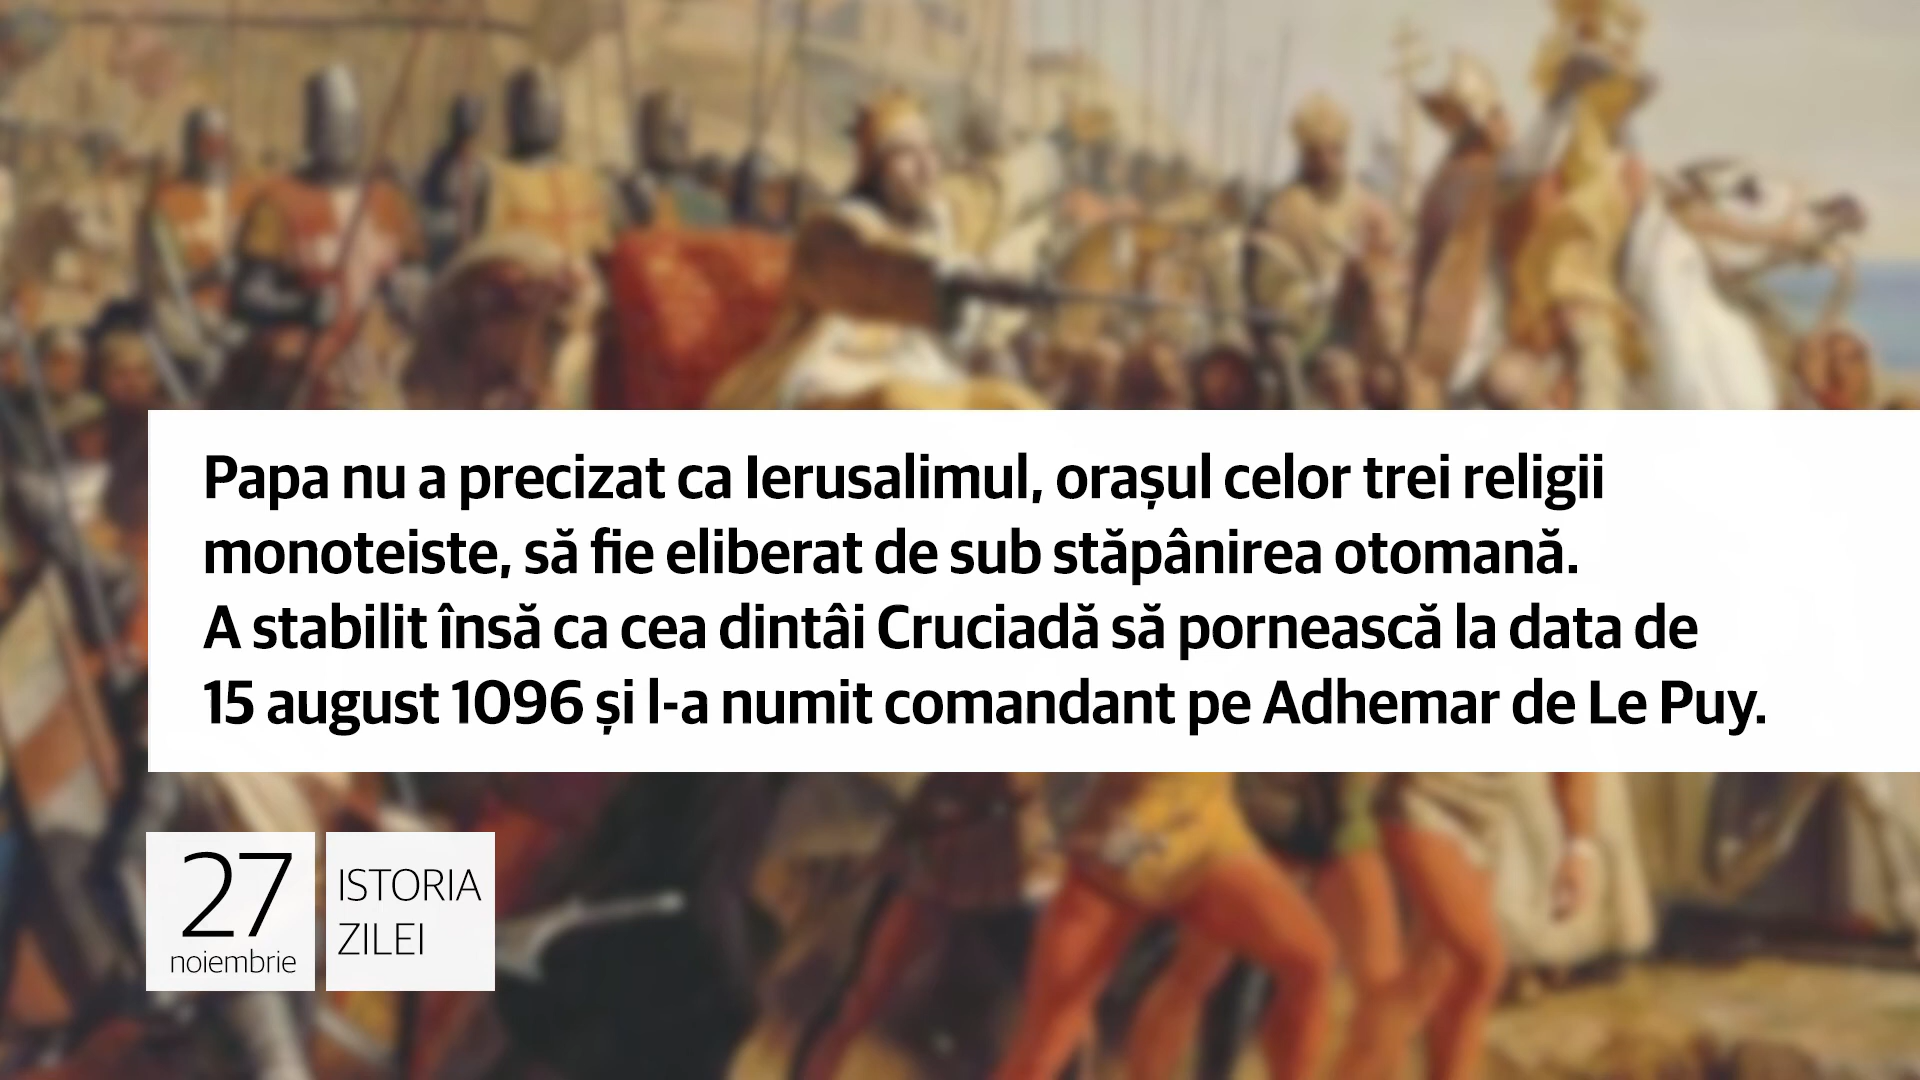 Papa nu a precizat ca Ierusalimul, orașul celor trei religii
monoteiste, să fie eliberat de sub stăpânirea otomană.
A stabilit însă ca cea dintâi Cruciadă să pornească la data de
15 august 1096 și l-a numit comandant pe Adhemar de Le Puy.
27
noiembrie
ISTORIA
ZILEI